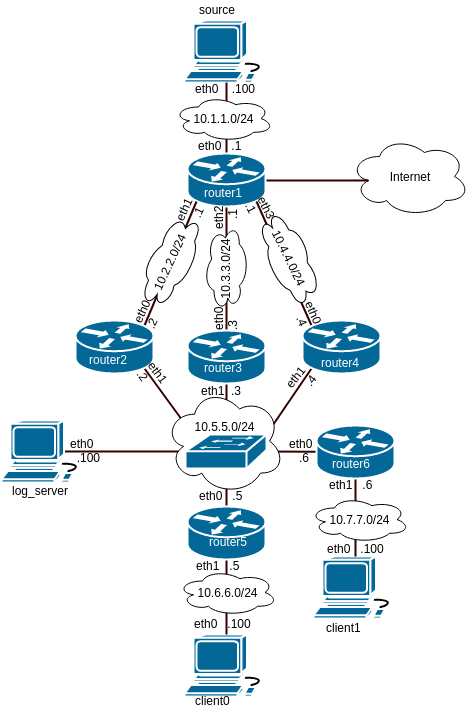 source
eth0 .100
10.1.1.0/24
eth0 .1
router1
Internet
eth1 .1
eth2 .1
eth3 .1
10.2.2.0/24
10.3.3.0/24
10.4.4.0/24
eth0 .2
eth0 .3
eth0 .4
router2
router3
router4
eth1 .2
eth1 .3
eth1 .4
10.5.5.0/24
eth0 .100
log_server
eth0 .6
router6
eth1 .6
eth0 .5
router5
eth1 .5
10.7.7.0/24
eth0 .100
client1
10.6.6.0/24
eth0 .100
client0